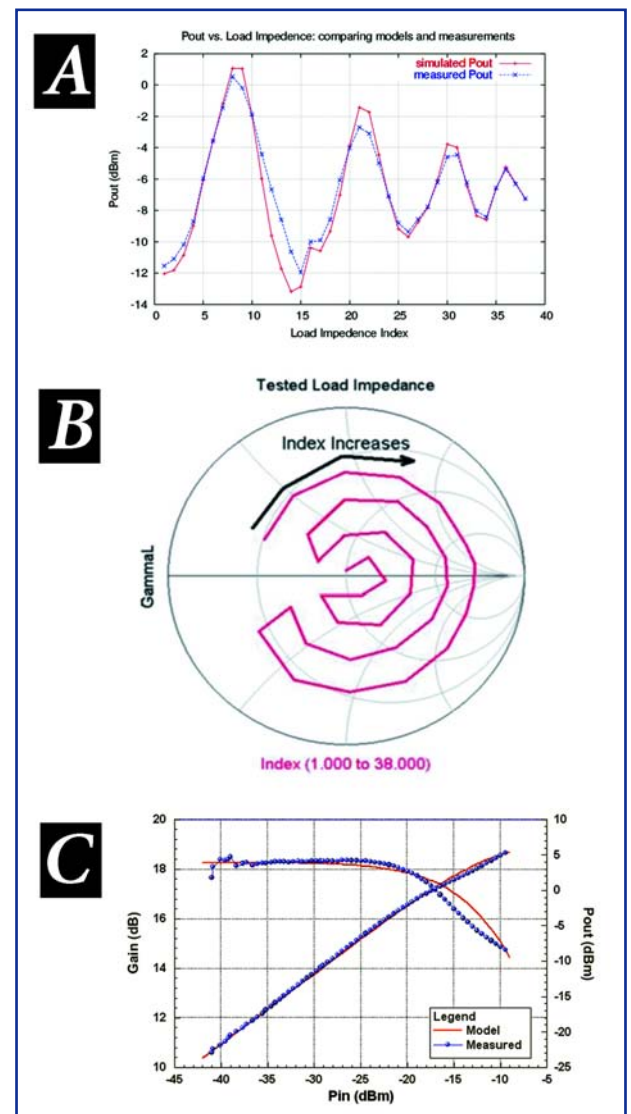 A
Pout vs. Load Impedence: comparing models and measurements
simulated Pout
measured Pout
Pout (dBm)
2
0
-2
-4
-6
-8
-10
-12
-14
0 5 10 15 20 25 30 35 40
Load Impedence Index
B
Tested Load Impedance
Index Increases
GammaL
Index (1.000 to 38.000)
C
Gain (dB)
20
18
16
14
12
10
Pout (dBm)
10
5
0
-5
-10
-15
-20
-25
Legend
Model
Measured
-45 -40 -35 -30 -25 -20 -15 -10 -5
Pin (dBm)